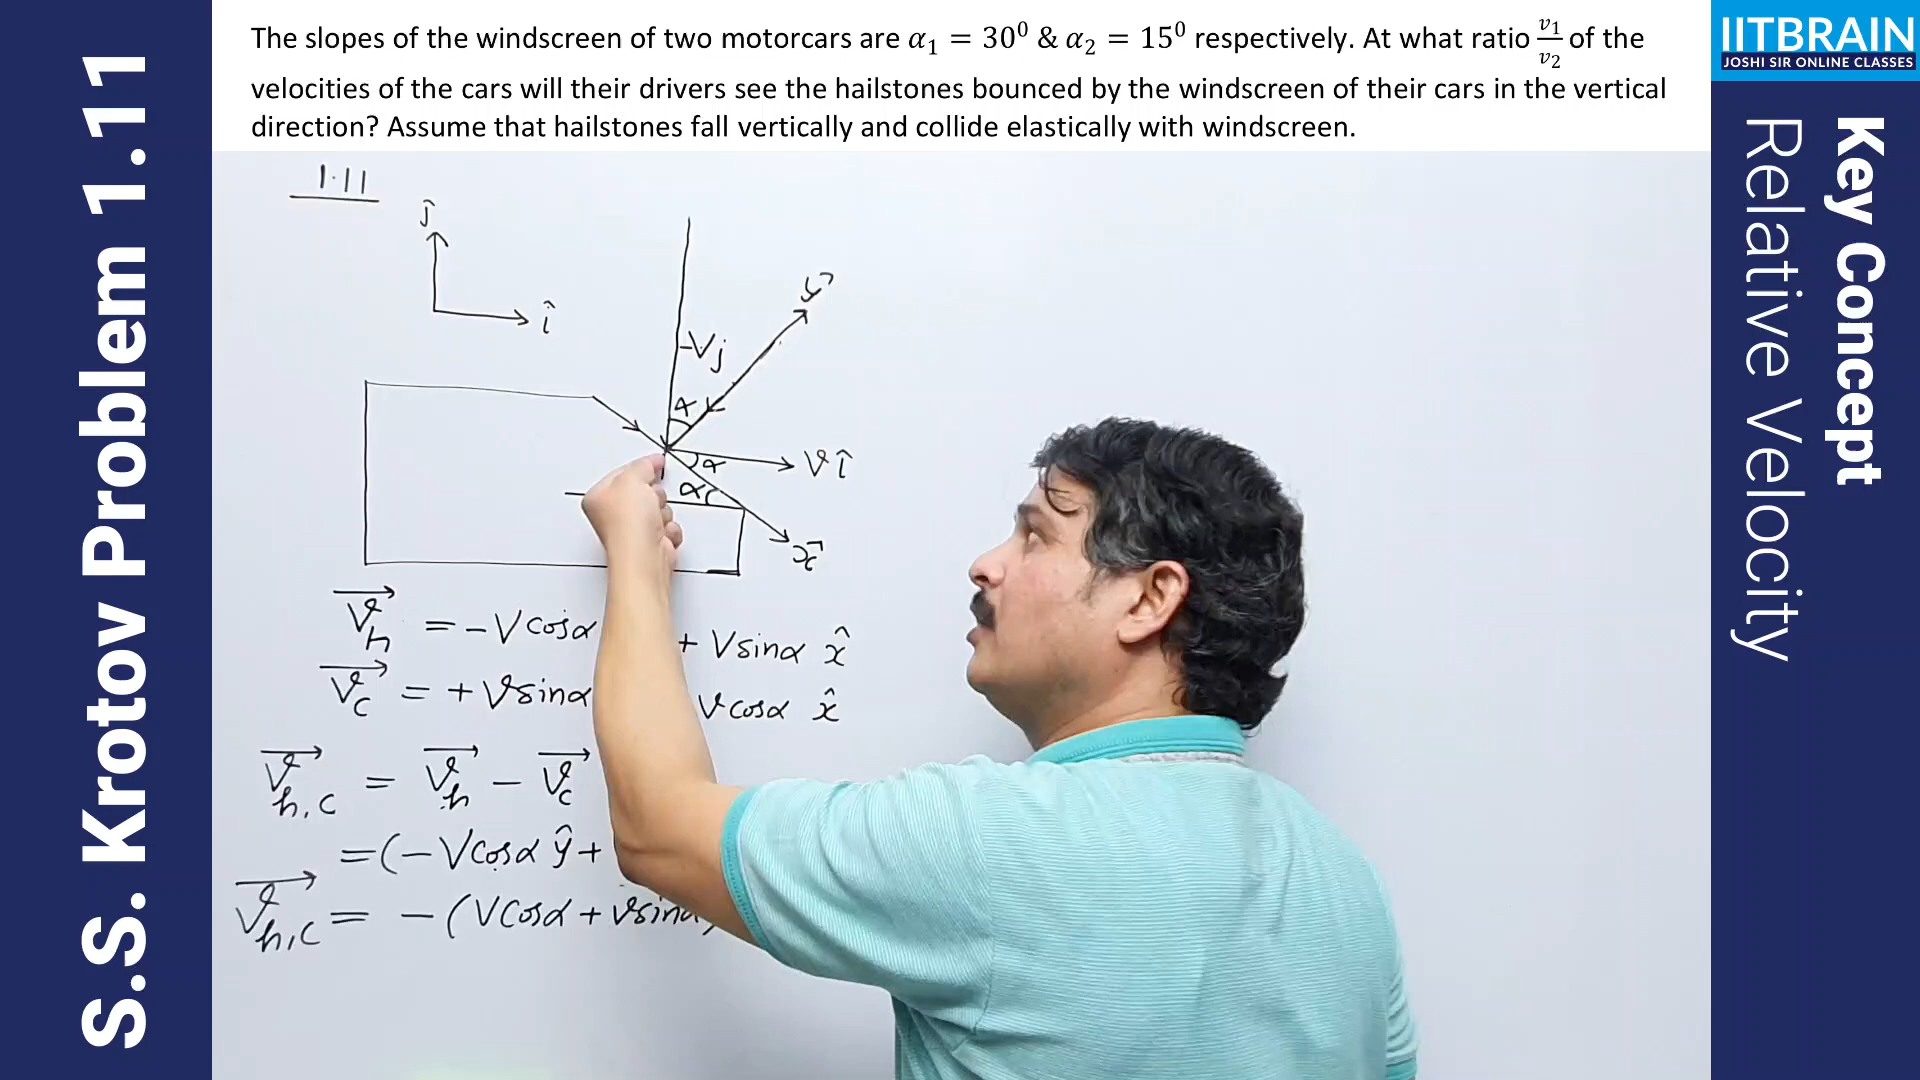 The slopes of the windscreen of two motorcars are α₁ = 30⁰ & α₂ = 15⁰ respectively. At what ratio v₁/v₂ of the
velocities of the cars will their drivers see the hailstones bounced by the windscreen of their cars in the vertical
direction? Assume that hailstones fall vertically and collide elastically with windscreen.
IITBRAIN
JOSHI SIR ONLINE CLASSES
S.S. Krotov Problem 1.11
Key Concept
Relative Velocity
1.11
ĵ
î
ŷ
-Vĵ
α
vî
α
α
x̂
v⃗h = -Vcosα + Vsinα x̂
v⃗c = + vsinα vcosα x̂
v⃗h,c = v⃗h - v⃗c
=(-Vcosα ŷ+
v⃗h,c = -(Vcosα + vsinα)